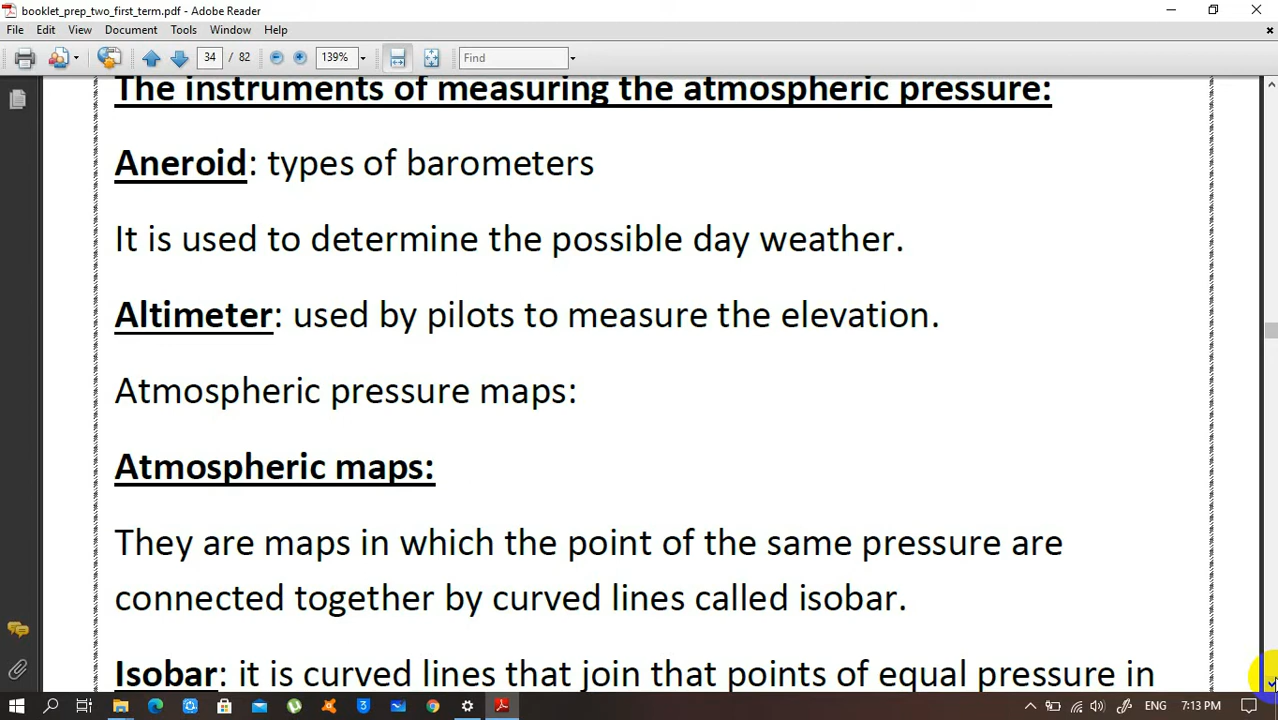 booklet_prep_two_first_term.pdf - Adobe Reader
File Edit View Document Tools Window Help
34 / 82 139% Find
The instruments of measuring the atmospheric pressure:
Aneroid: types of barometers
It is used to determine the possible day weather.
Altimeter: used by pilots to measure the elevation.
Atmospheric pressure maps:
Atmospheric maps:
They are maps in which the point of the same pressure are
connected together by curved lines called isobar.
Isobar: it is curved lines that join that points of equal pressure in
ENG 7:13 PM